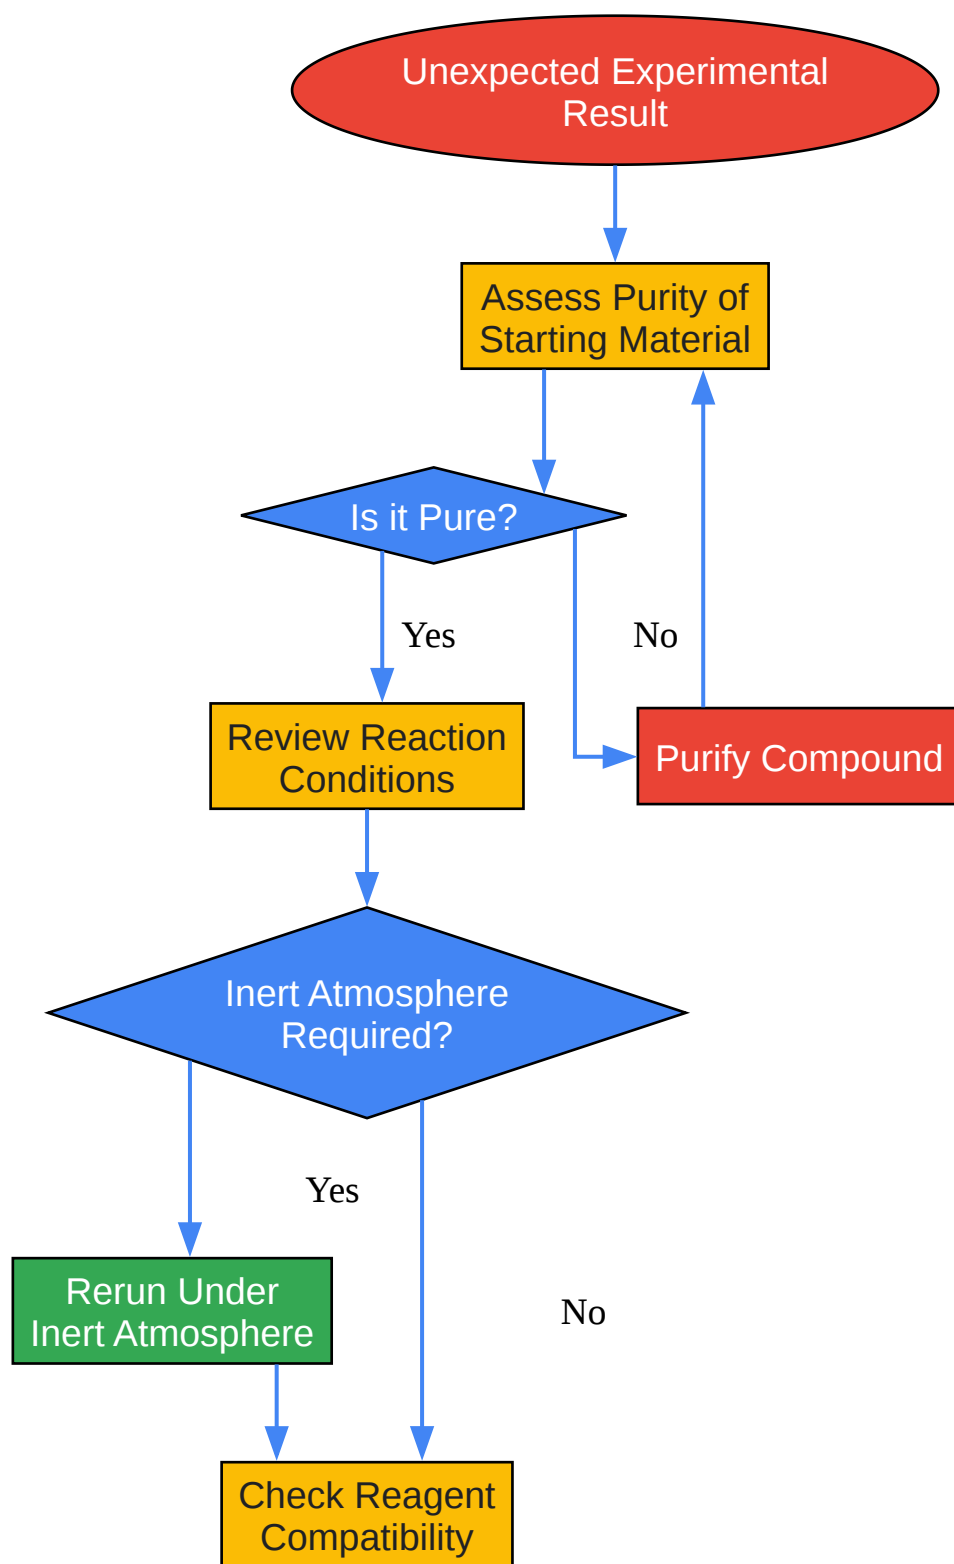 Unexpected Experimental
Result
Assess Purity of
Starting Material
Is it Pure?
Yes
No
Review Reaction
Conditions
Purify Compound
Inert Atmosphere
Required?
Yes
Rerun Under
Inert Atmosphere
No
Check Reagent
Compatibility